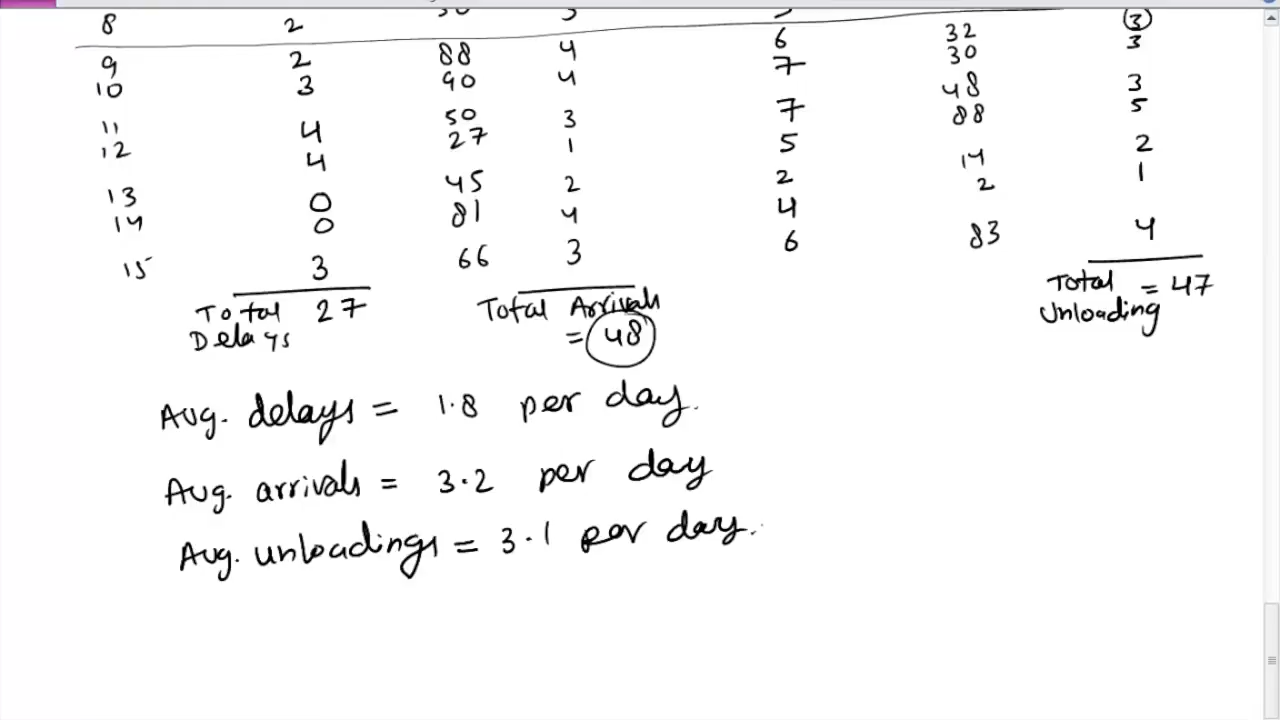 8 2 3
9 2 88 4 6 32 3
10 3 90 4 7 30 3
11 4 50 3 7 48 3
12 4 27 1 5 88 5
13 0 45 2 2 14 2
14 0 81 4 4 2 1
15 3 66 3 6 83 4
Total 27 Total Arrivals Total = 47
Delays = 48 Unloading
Avg. delays = 1.8 per day.
Avg. arrivals = 3.2 per day
Avg. unloadings = 3.1 per day.